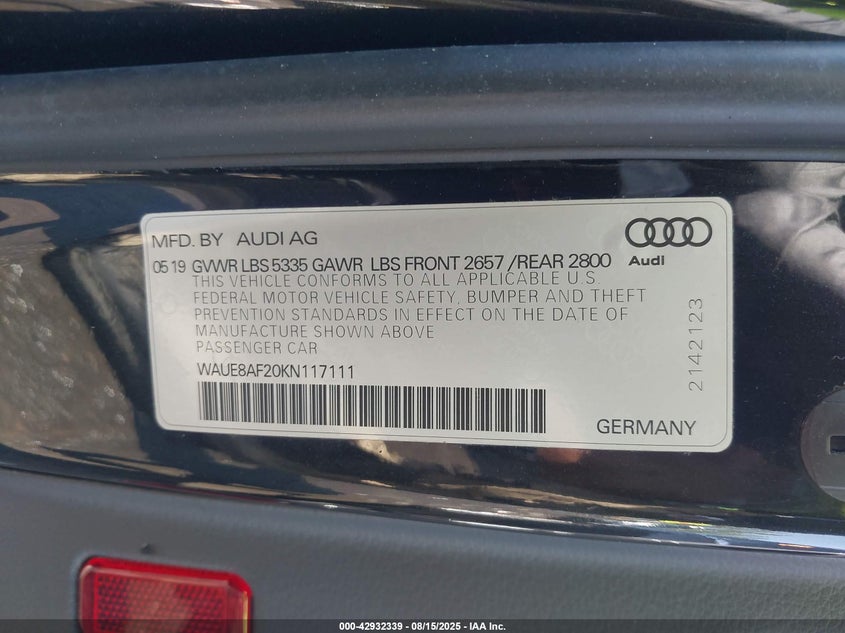 MFD. BY AUDI AG
Audi
05 19 GVWR LBS 5335 GAWR LBS FRONT 2657 /REAR 2800
THIS VEHICLE CONFORMS TO ALL APPLICABLE U.S.
FEDERAL MOTOR VEHICLE SAFETY, BUMPER AND THEFT
PREVENTION STANDARDS IN EFFECT ON THE DATE OF
MANUFACTURE SHOWN ABOVE
PASSENGER CAR
WAUE8AF20KN117111
GERMANY
2142123
000-42932339 - 08/15/2025 - IAA Inc.